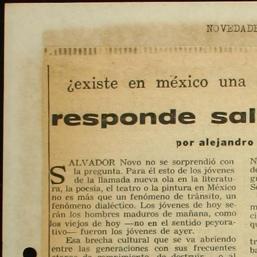 NOVEDADE
¿existe en méxico una
responde sal
por alejandro
SALVADOR Novo no se sorprendió con
la pregunta. Para él esto de los jóvenes
de la llamada nueva ola en la literatu-
ra, la poesía, el teatro o la pintura en México
no es más que un fenómeno de tránsito, un
fenómeno dialéctico. Los jóvenes de hoy se-
rán los hombres maduros de mañana, como
los viejos de hoy —no en el sentido peyora-
tivo— fueron los jóvenes de ayer.
Esa brecha cultural que se va abriendo
entre las generaciones con sus frecuentes